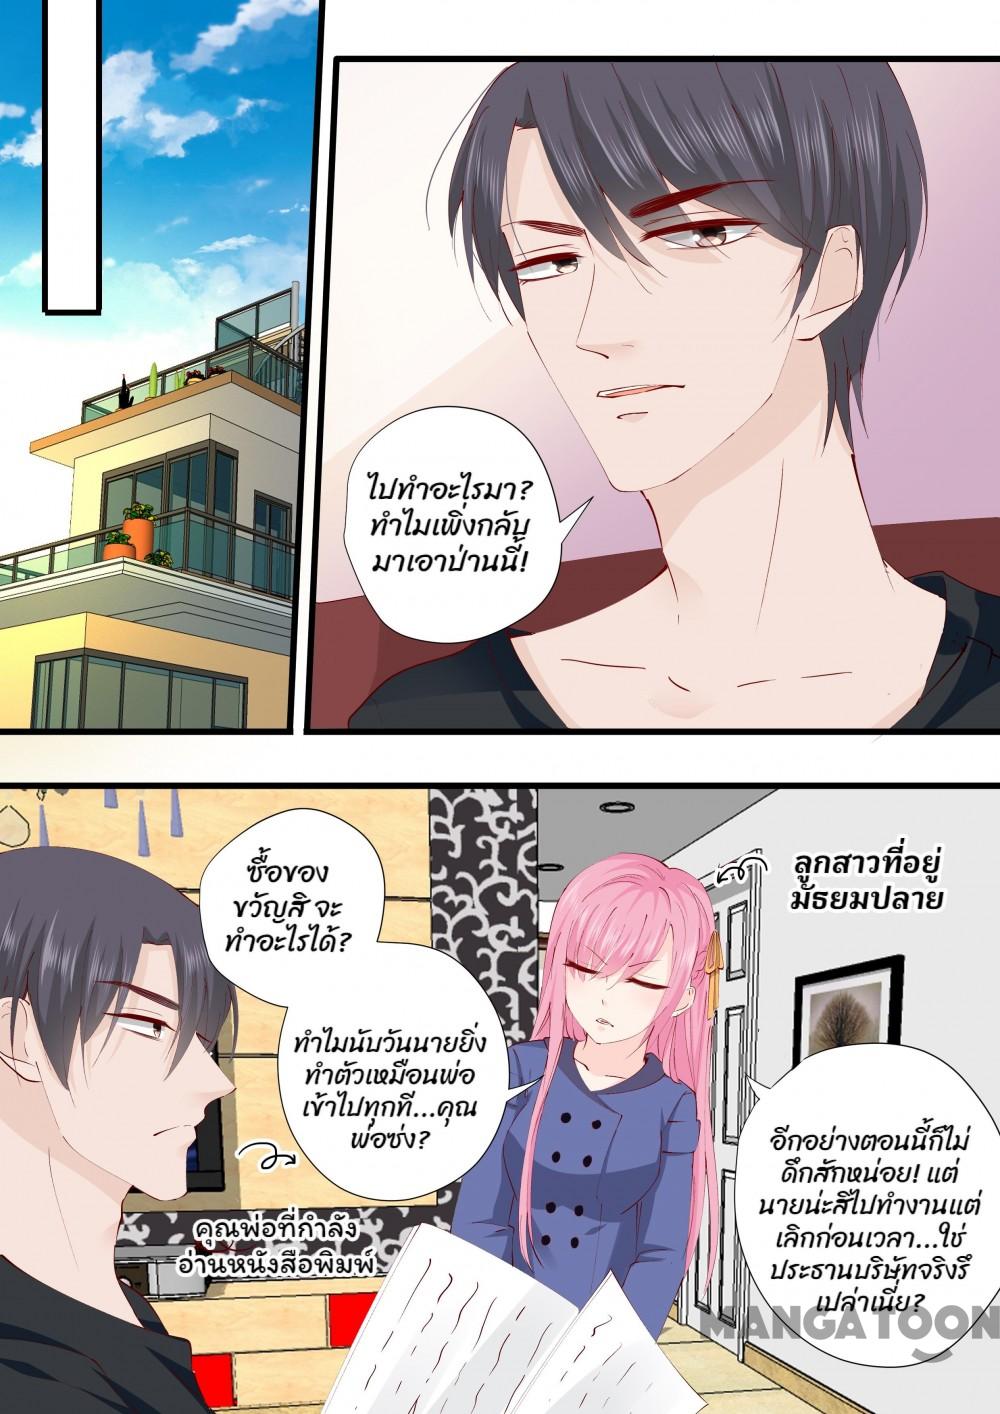 ไปทำอะไรมา?
ทำไมเพิ่งกลับ
มาเอาป่านนี้!
ซื้อของ
ขวัญสิ จะ
ทำอะไรได้?
ลูกสาวที่อยู่
มัธยมปลาย
ทำไมนับวันนายยิ่ง
ทำตัวเหมือนพ่อ
เข้าไปทุกที...คุณ
พ่อซ่ง?
คุณพ่อที่กำลัง
อ่านหนังสือพิมพ์
อีกอย่างตอนนี้ก็ไม่
ดึกสักหน่อย! แต่
นายน่ะสิไปทำงานแต่
เลิกก่อนเวลา...ใช่
ประธานบริษัทจริงรึ
เปล่าเนี่ย?
MANGATOON